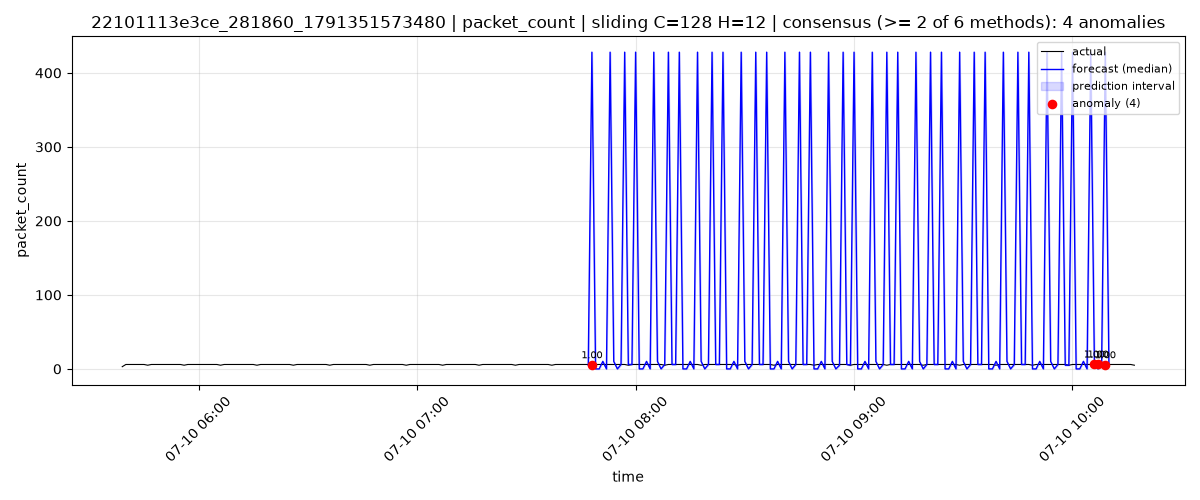 22101113e3ce_281860_1791351573480 | packet_count | sliding C=128 H=12 | consensus (>= 2 of 6 methods): 4 anomalies
actual
forecast (median)
prediction interval
anomaly (4)
packet_count
400
300
200
100
0
1.00
07-10 06:00
07-10 07:00
07-10 08:00
07-10 09:00
07-10 10:00
time